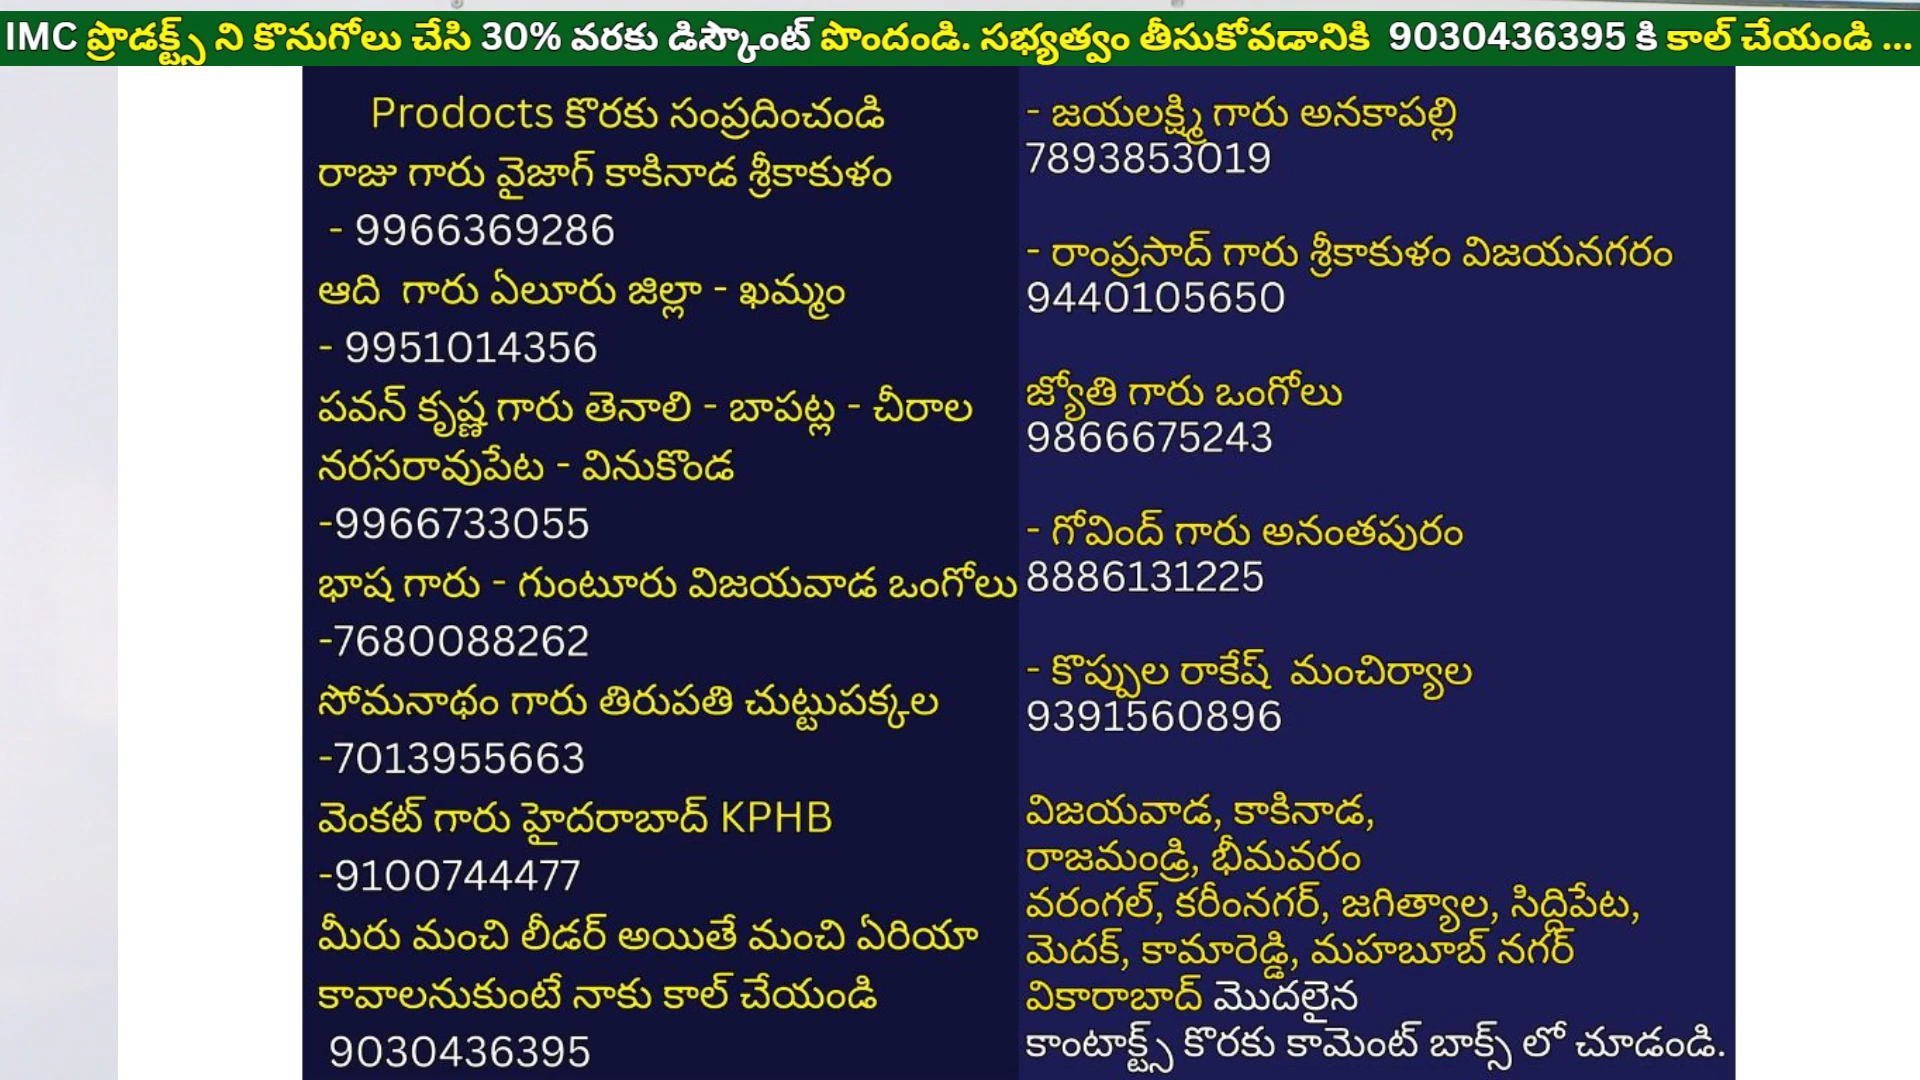 IMC ప్రొడక్ట్స్ ని కొనుగోలు చేసి 30% వరకు డిస్కౌంట్ పొందండి. సభ్యత్వం తీసుకోవడానికి 9030436395 కి కాల్ చేయండి ...
Prodocts కొరకు సంప్రదించండి
రాజు గారు వైజాగ్ కాకినాడ శ్రీకాకుళం
- 9966369286
ఆది గారు ఏలూరు జిల్లా - ఖమ్మం
- 9951014356
పవన్ కృష్ణ గారు తెనాలి - బాపట్ల - చీరాల
నరసరావుపేట - వినుకొండ
-9966733055
భాష గారు - గుంటూరు విజయవాడ ఒంగోలు
-7680088262
సోమనాథం గారు తిరుపతి చుట్టుపక్కల
-7013955663
వెంకట్ గారు హైదరాబాద్ KPHB
-9100744477
మీరు మంచి లీడర్ అయితే మంచి ఏరియా
కావాలనుకుంటే నాకు కాల్ చేయండి
9030436395
- జయలక్ష్మి గారు అనకాపల్లి
7893853019
- రాంప్రసాద్ గారు శ్రీకాకుళం విజయనగరం
9440105650
జ్యోతి గారు ఒంగోలు
9866675243
- గోవింద్ గారు అనంతపురం
8886131225
- కొప్పుల రాకేష్ మంచిర్యాల
9391560896
విజయవాడ, కాకినాడ,
రాజమండ్రి, భీమవరం
వరంగల్, కరీంనగర్, జగిత్యాల, సిద్దిపేట,
మెదక్, కామారెడ్డి, మహబూబ్ నగర్
వికారాబాద్ మొదలైన
కాంటాక్ట్స్ కొరకు కామెంట్ బాక్స్ లో చూడండి.